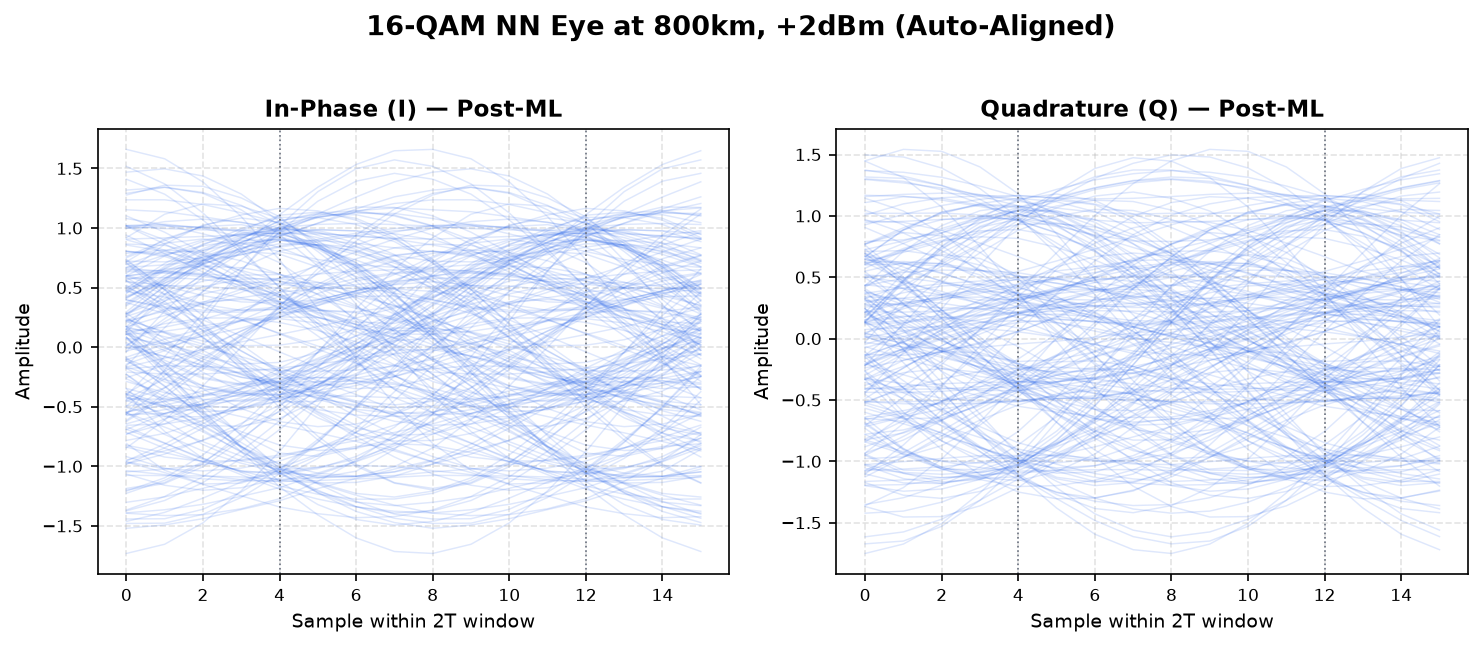 16-QAM NN Eye at 800km, +2dBm (Auto-Aligned)
In-Phase (I) — Post-ML
Amplitude
1.5
1.0
0.5
0.0
−0.5
−1.0
−1.5
0 2 4 6 8 10 12 14
Sample within 2T window
Quadrature (Q) — Post-ML
Amplitude
1.5
1.0
0.5
0.0
−0.5
−1.0
−1.5
0 2 4 6 8 10 12 14
Sample within 2T window